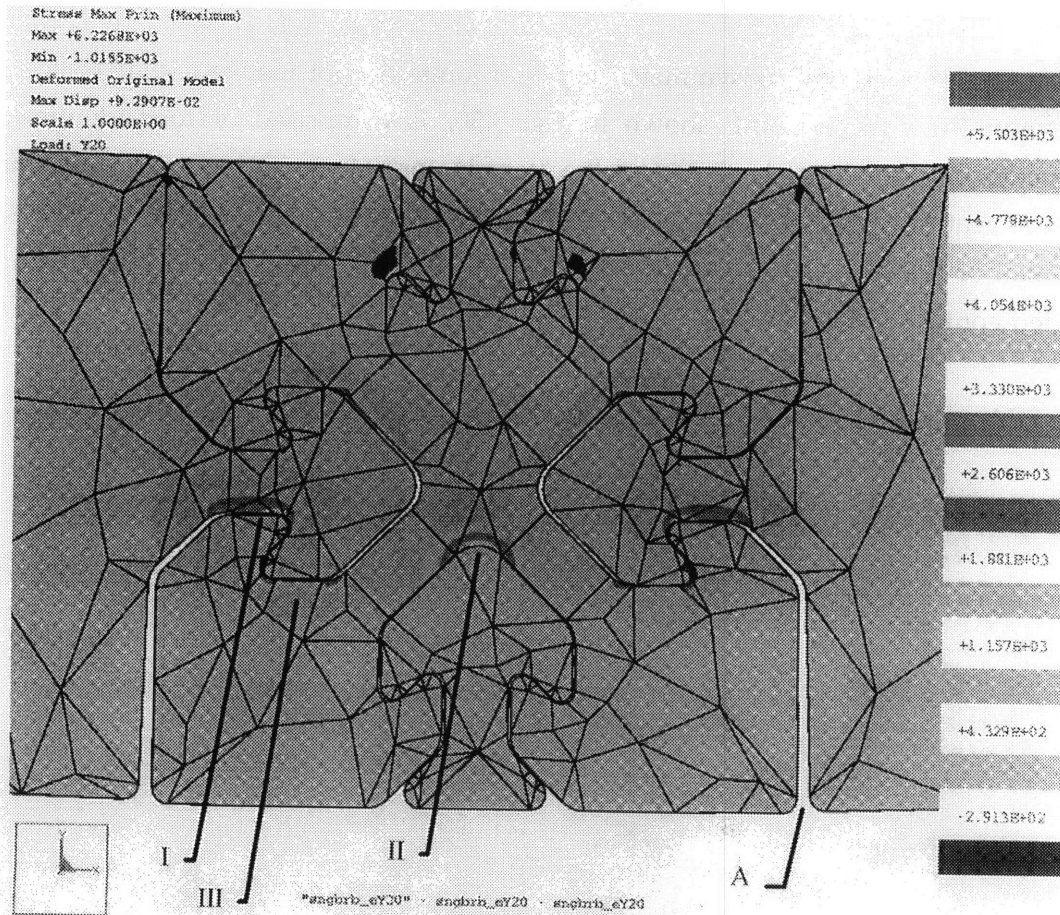 Stress Max Prin (Maximum)
Max +6.2268E+03
Min -1.0155E+03
Deformed Original Model
Max Disp +9.2907E-02
Scale 1.0000E+00
Load: Y20
+5.503E+03
+4.779E+03
+4.054E+03
+3.330E+03
+2.606E+03
+1.881E+03
+1.157E+03
+4.329E+02
-2.913E+02
I
II
III
A
Y
X
"sngbrb_eY20" - sngbrb_eY20 - sngbrb_eY20